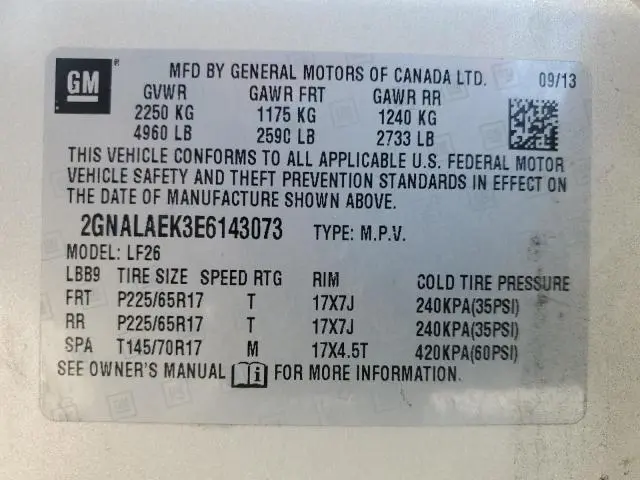 GM ® MFD BY GENERAL MOTORS OF CANADA LTD. 09/13
GVWR GAWR FRT GAWR RR
2250 KG 1175 KG 1240 KG
4960 LB 2590 LB 2733 LB
THIS VEHICLE CONFORMS TO ALL APPLICABLE U.S. FEDERAL MOTOR
VEHICLE SAFETY AND THEFT PREVENTION STANDARDS IN EFFECT ON
THE DATE OF MANUFACTURE SHOWN ABOVE.
2GNALAEK3E6143073 TYPE: M.P.V.
MODEL: LF26
LBB9 TIRE SIZE SPEED RTG RIM COLD TIRE PRESSURE
FRT P225/65R17 T 17X7J 240KPA(35PSI)
RR P225/65R17 T 17X7J 240KPA(35PSI)
SPA T145/70R17 M 17X4.5T 420KPA(60PSI)
SEE OWNER'S MANUAL i FOR MORE INFORMATION.